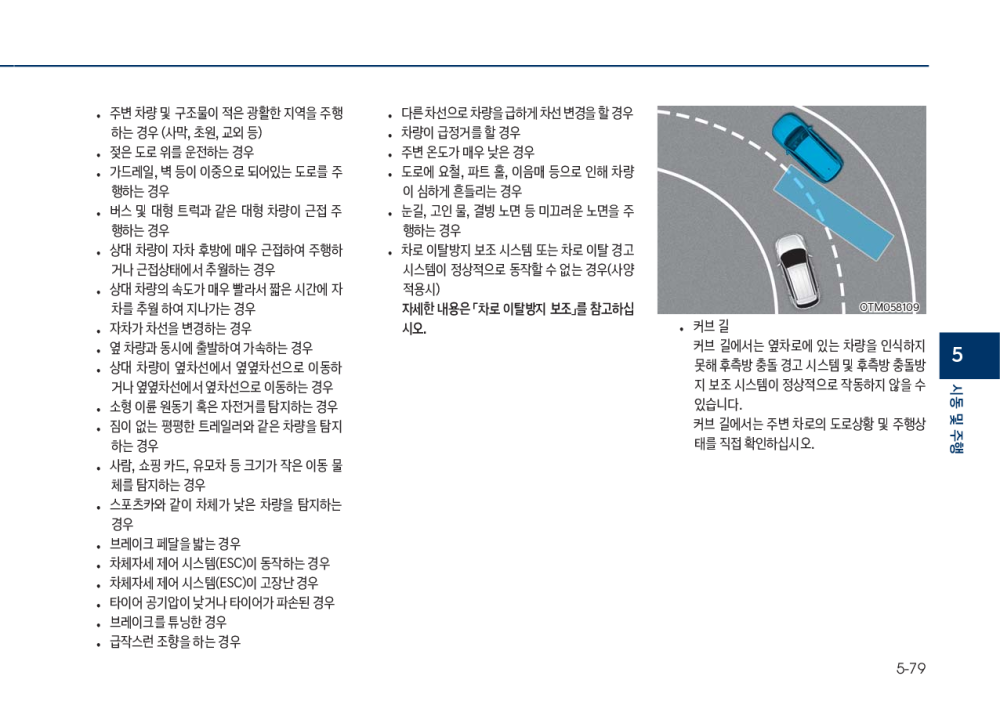 • 주변 차량 및 구조물이 적은 광활한 지역을 주행
하는 경우 (사막, 초원, 교외 등)
• 젖은 도로 위를 운전하는 경우
• 가드레일, 벽 등이 이중으로 되어있는 도로를 주
행하는 경우
• 버스 및 대형 트럭과 같은 대형 차량이 근접 주
행하는 경우
• 상대 차량이 자차 후방에 매우 근접하여 주행하
거나 근접상태에서 추월하는 경우
• 상대 차량의 속도가 매우 빨라서 짧은 시간에 자
차를 추월 하여 지나가는 경우
• 자차가 차선을 변경하는 경우
• 옆 차량과 동시에 출발하여 가속하는 경우
• 상대 차량이 옆차선에서 옆옆차선으로 이동하
거나 옆옆차선에서 옆차선으로 이동하는 경우
• 소형 이륜 원동기 혹은 자전거를 탐지하는 경우
• 짐이 없는 평평한 트레일러와 같은 차량을 탐지
하는 경우
• 사람, 쇼핑 카드, 유모차 등 크기가 작은 이동 물
체를 탐지하는 경우
• 스포츠카와 같이 차체가 낮은 차량을 탐지하는
경우
• 브레이크 페달을 밟는 경우
• 차체자세 제어 시스템(ESC)이 동작하는 경우
• 차체자세 제어 시스템(ESC)이 고장난 경우
• 타이어 공기압이 낮거나 타이어가 파손된 경우
• 브레이크를 튜닝한 경우
• 급작스런 조향을 하는 경우
• 다른 차선으로 차량을 급하게 차선 변경을 할 경우
• 차량이 급정거를 할 경우
• 주변 온도가 매우 낮은 경우
• 도로에 요철, 파트 홀, 이음매 등으로 인해 차량
이 심하게 흔들리는 경우
• 눈길, 고인 물, 결빙 노면 등 미끄러운 노면을 주
행하는 경우
• 차로 이탈방지 보조 시스템 또는 차로 이탈 경고
시스템이 정상적으로 동작할 수 없는 경우(사양
적용시)
자세한 내용은 「차로 이탈방지 보조」를 참고하십
시오.
OTM058109
• 커브 길
커브 길에서는 옆차로에 있는 차량을 인식하지
못해 후측방 충돌 경고 시스템 및 후측방 충돌방
지 보조 시스템이 정상적으로 작동하지 않을 수
있습니다.
커브 길에서는 주변 차로의 도로상황 및 주행상
태를 직접 확인하십시오.
5
시동 및 주행
5-79